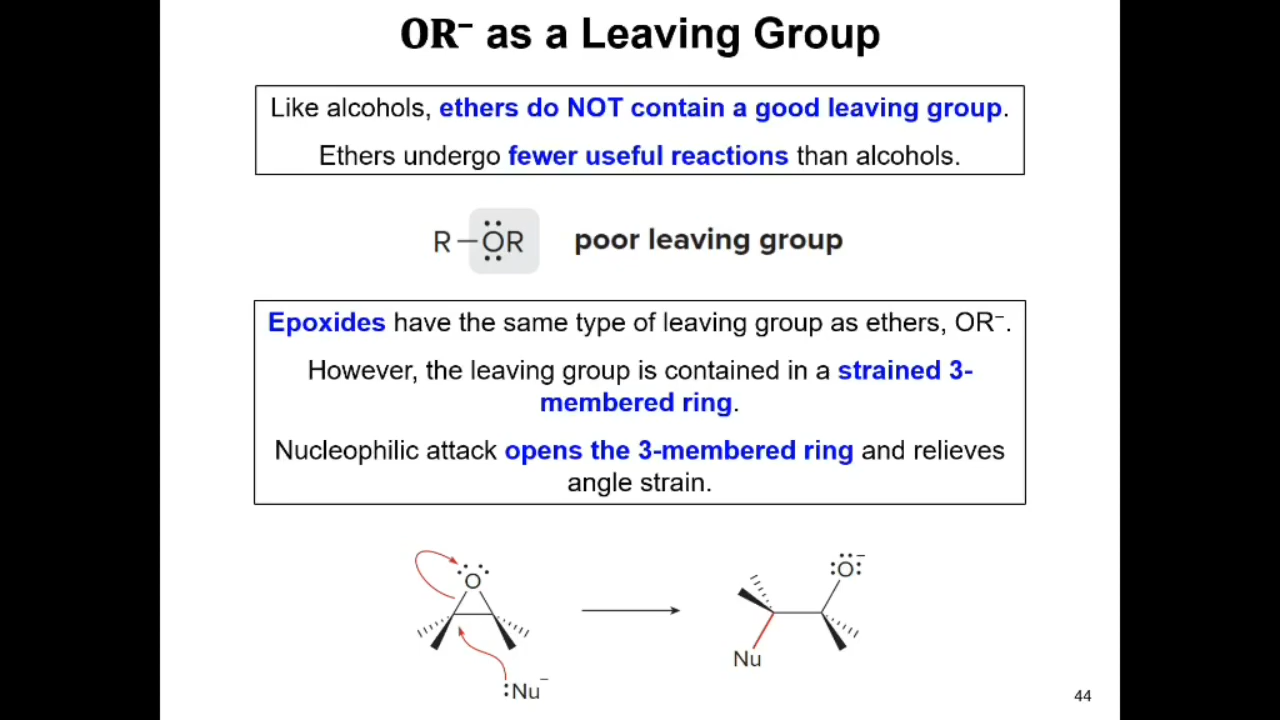 OR⁻ as a Leaving Group
Like alcohols, ethers do NOT contain a good leaving group.
Ethers undergo fewer useful reactions than alcohols.
R–ÖR poor leaving group
Epoxides have the same type of leaving group as ethers, OR⁻.
However, the leaving group is contained in a strained 3-
membered ring.
Nucleophilic attack opens the 3-membered ring and relieves
angle strain.
:O:⁻
O
Nu
:Nu⁻
44